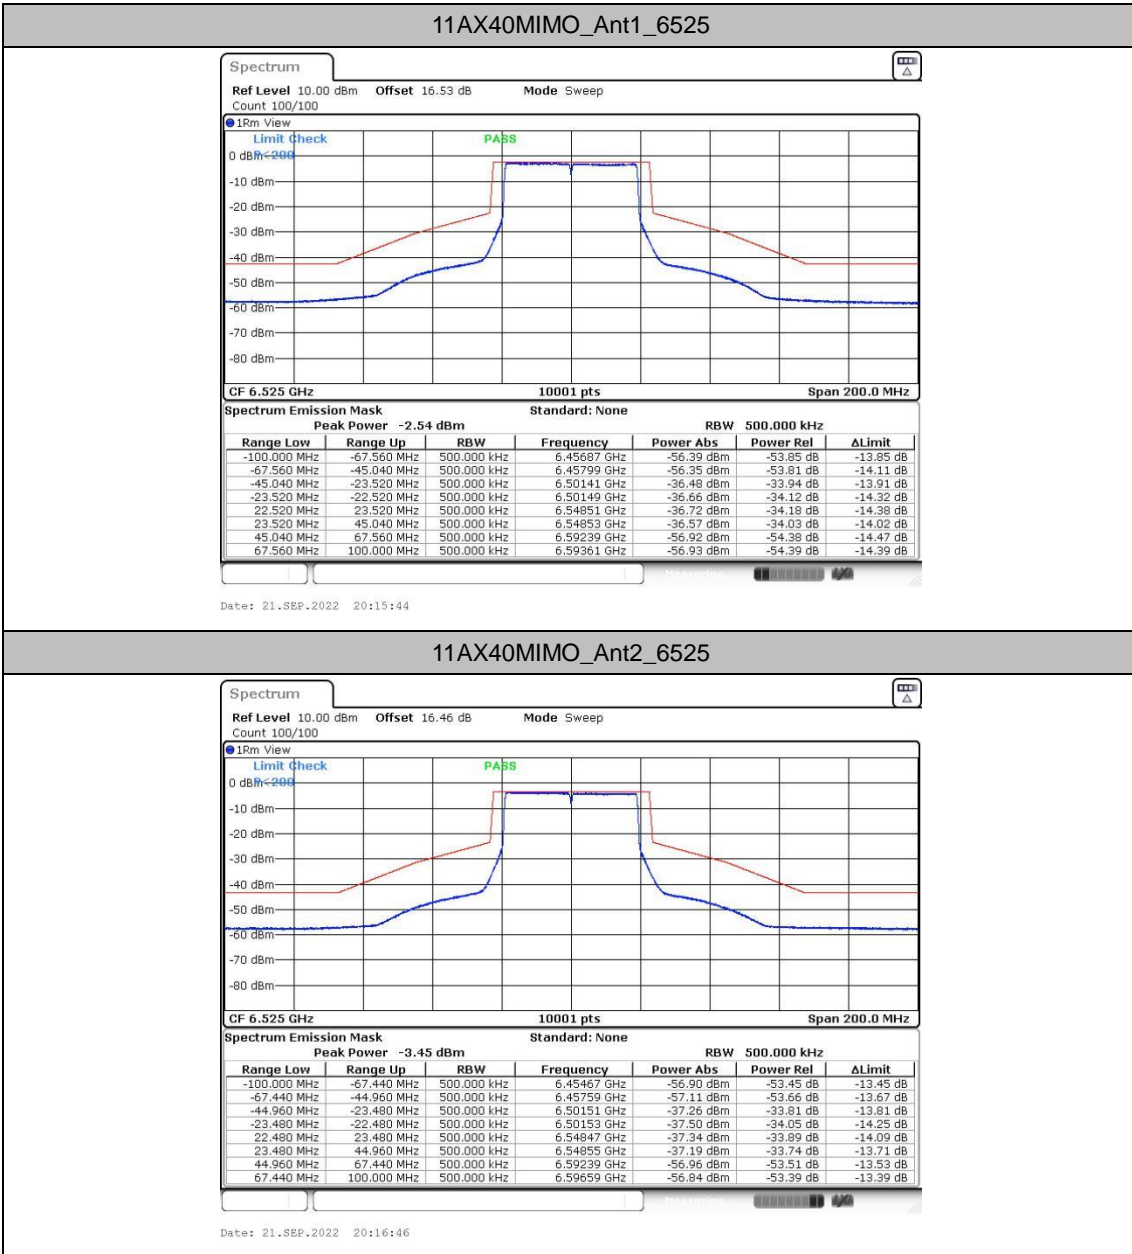 11AX40MIMO_Ant1_6525
Spectrum
Ref Level 10.00 dBm Offset 16.53 dB Mode Sweep
Count 100/100
1Rm View
Limit Check PASS
0 dBm P<200
-10 dBm
-20 dBm
-30 dBm
-40 dBm
-50 dBm
-60 dBm
-70 dBm
-80 dBm
CF 6.525 GHz 10001 pts Span 200.0 MHz
Spectrum Emission Mask Standard: None
Peak Power -2.54 dBm RBW 500.000 kHz
Range Low Range Up RBW Frequency Power Abs Power Rel ΔLimit
-100.000 MHz -67.560 MHz 500.000 kHz 6.45687 GHz -56.39 dBm -53.85 dB -13.85 dB
-67.560 MHz -45.040 MHz 500.000 kHz 6.45799 GHz -56.35 dBm -53.81 dB -14.11 dB
-45.040 MHz -23.520 MHz 500.000 kHz 6.50141 GHz -36.48 dBm -33.94 dB -13.91 dB
-23.520 MHz -22.520 MHz 500.000 kHz 6.50149 GHz -36.66 dBm -34.12 dB -14.32 dB
22.520 MHz 23.520 MHz 500.000 kHz 6.54851 GHz -36.72 dBm -34.18 dB -14.38 dB
23.520 MHz 45.040 MHz 500.000 kHz 6.54853 GHz -36.57 dBm -34.03 dB -14.02 dB
45.040 MHz 67.560 MHz 500.000 kHz 6.59239 GHz -56.92 dBm -54.38 dB -14.47 dB
67.560 MHz 100.000 MHz 500.000 kHz 6.59361 GHz -56.93 dBm -54.39 dB -14.39 dB
Measuring...
Date: 21.SEP.2022 20:15:44
11AX40MIMO_Ant2_6525
Spectrum
Ref Level 10.00 dBm Offset 16.46 dB Mode Sweep
Count 100/100
1Rm View
Limit Check PASS
0 dBm P<200
-10 dBm
-20 dBm
-30 dBm
-40 dBm
-50 dBm
-60 dBm
-70 dBm
-80 dBm
CF 6.525 GHz 10001 pts Span 200.0 MHz
Spectrum Emission Mask Standard: None
Peak Power -3.45 dBm RBW 500.000 kHz
Range Low Range Up RBW Frequency Power Abs Power Rel ΔLimit
-100.000 MHz -67.440 MHz 500.000 kHz 6.45467 GHz -56.90 dBm -53.45 dB -13.45 dB
-67.440 MHz -44.960 MHz 500.000 kHz 6.45759 GHz -57.11 dBm -53.66 dB -13.67 dB
-44.960 MHz -23.480 MHz 500.000 kHz 6.50151 GHz -37.26 dBm -33.81 dB -13.81 dB
-23.480 MHz -22.480 MHz 500.000 kHz 6.50153 GHz -37.50 dBm -34.05 dB -14.25 dB
22.480 MHz 23.480 MHz 500.000 kHz 6.54847 GHz -37.34 dBm -33.89 dB -14.09 dB
23.480 MHz 44.960 MHz 500.000 kHz 6.54855 GHz -37.19 dBm -33.74 dB -13.71 dB
44.960 MHz 67.440 MHz 500.000 kHz 6.59239 GHz -56.96 dBm -53.51 dB -13.53 dB
67.440 MHz 100.000 MHz 500.000 kHz 6.59659 GHz -56.84 dBm -53.39 dB -13.39 dB
Measuring...
Date: 21.SEP.2022 20:16:46